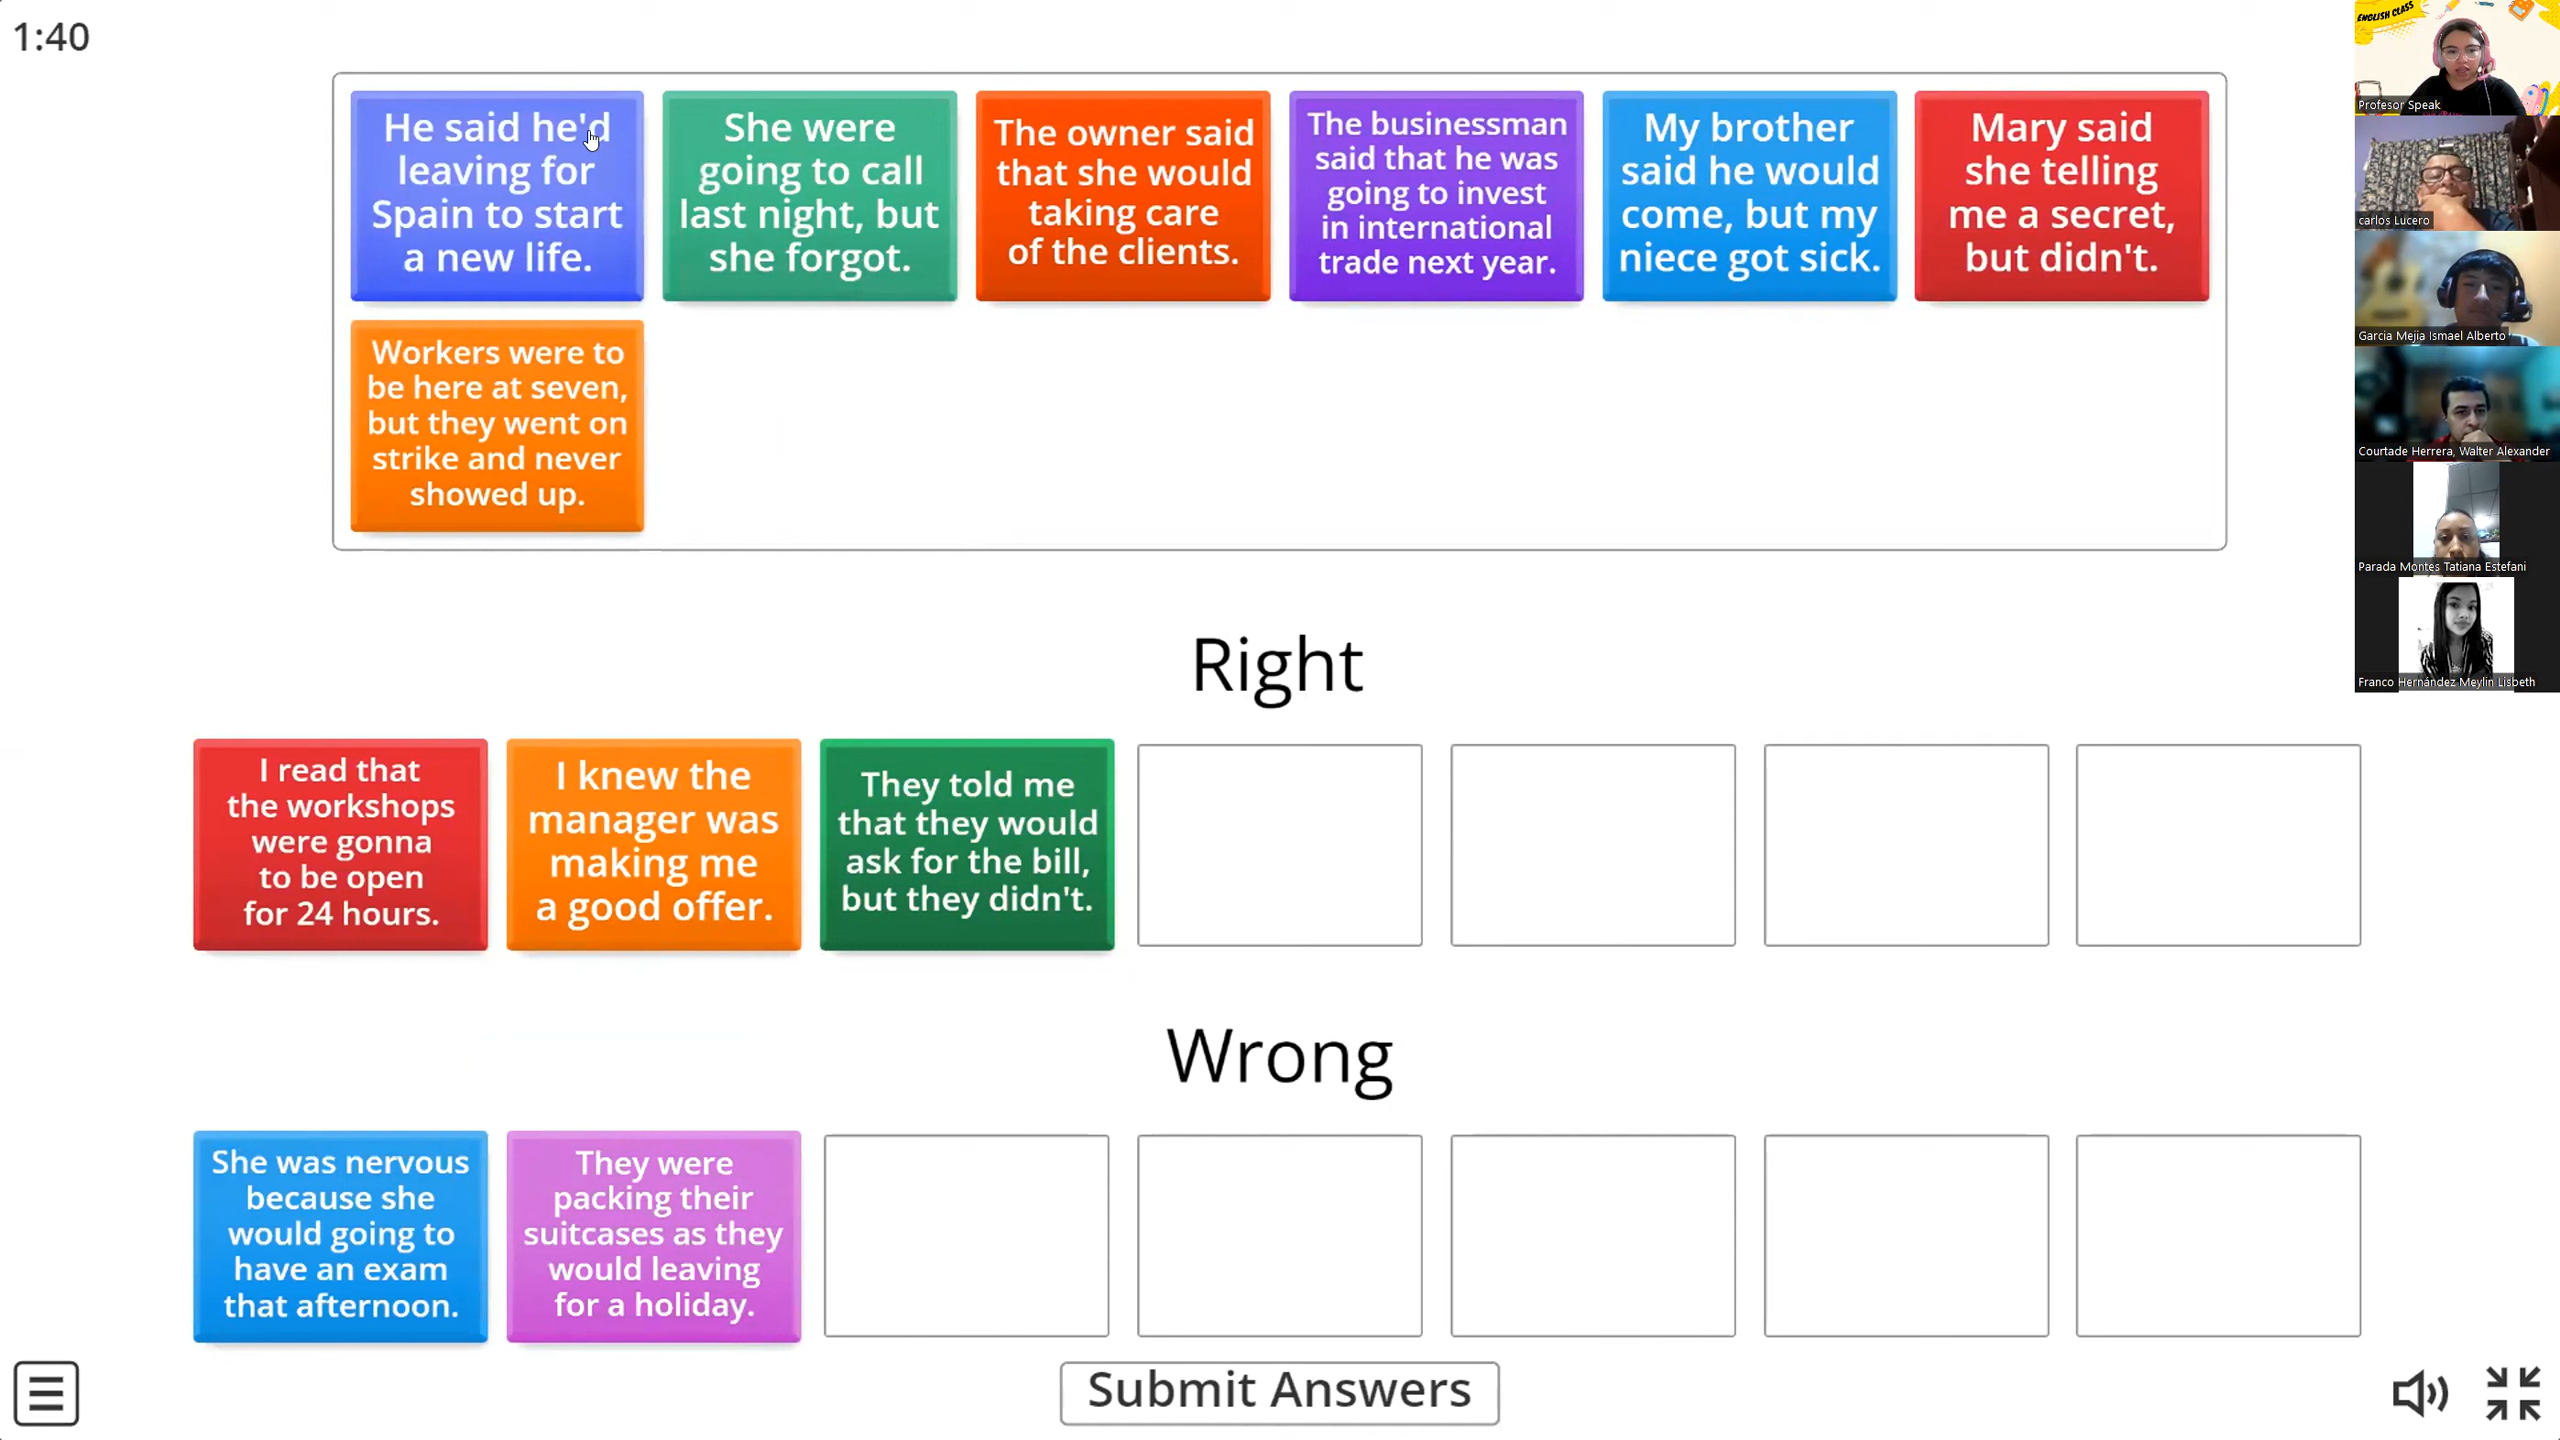 1:40
He said he'd
leaving for
Spain to start
a new life.
She were
going to call
last night, but
she forgot.
The owner said
that she would
taking care
of the clients.
The businessman
said that he was
going to invest
in international
trade next year.
My brother
said he would
come, but my
niece got sick.
Mary said
she telling
me a secret,
but didn't.
Workers were to
be here at seven,
but they went on
strike and never
showed up.
Right
I read that
the workshops
were gonna
to be open
for 24 hours.
I knew the
manager was
making me
a good offer.
They told me
that they would
ask for the bill,
but they didn't.
Wrong
She was nervous
because she
would going to
have an exam
that afternoon.
They were
packing their
suitcases as they
would leaving
for a holiday.
Submit Answers
ENGLISH CLASS
Profesor Speak
carlos Lucero
Garcia Mejia Ismael Alberto
Courtade Herrera, Walter Alexander
Parada Montes Tatiana Estefani
Franco Hernández Meylin Lisbeth